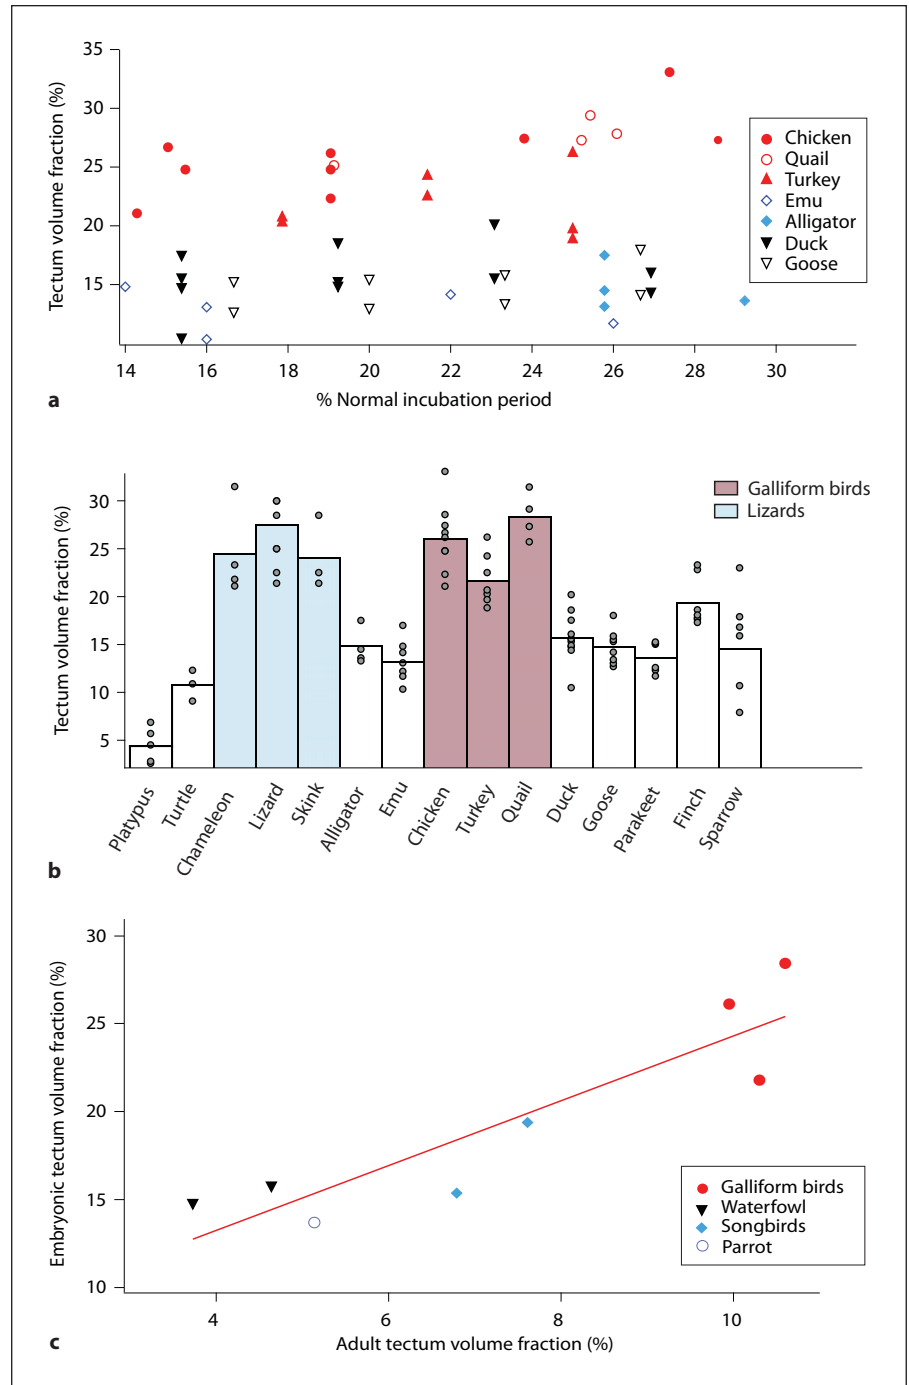 35
30
25
20
15
Tectum volume fraction (%)
Chicken
Quail
Turkey
Emu
Alligator
Duck
Goose
14 16 18 20 22 24 26 28 30
% Normal incubation period
a
30
25
20
15
10
5
Tectum volume fraction (%)
Galliform birds
Lizards
Platypus
Turtle
Chameleon
Lizard
Skink
Alligator
Emu
Chicken
Turkey
Quail
Duck
Goose
Parakeet
Finch
Sparrow
b
30
25
20
15
10
Embryonic tectum volume fraction (%)
Galliform birds
Waterfowl
Songbirds
Parrot
4 6 8 10
Adult tectum volume fraction (%)
c